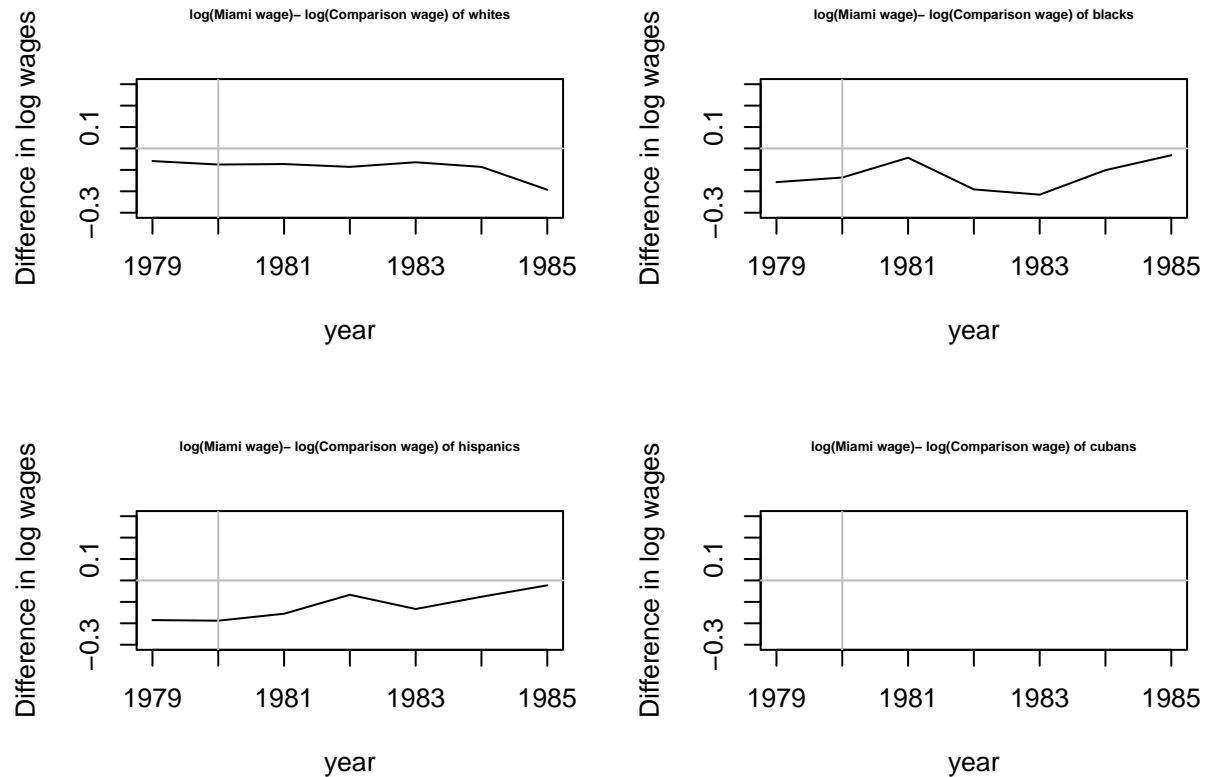 log(Miami wage)− log(Comparison wage) of whites
Difference in log wages
0.1
−0.3
1979 1981 1983 1985
year
log(Miami wage)− log(Comparison wage) of blacks
Difference in log wages
0.1
−0.3
1979 1981 1983 1985
year
log(Miami wage)− log(Comparison wage) of hispanics
Difference in log wages
0.1
−0.3
1979 1981 1983 1985
year
log(Miami wage)− log(Comparison wage) of cubans
Difference in log wages
0.1
−0.3
1979 1981 1983 1985
year